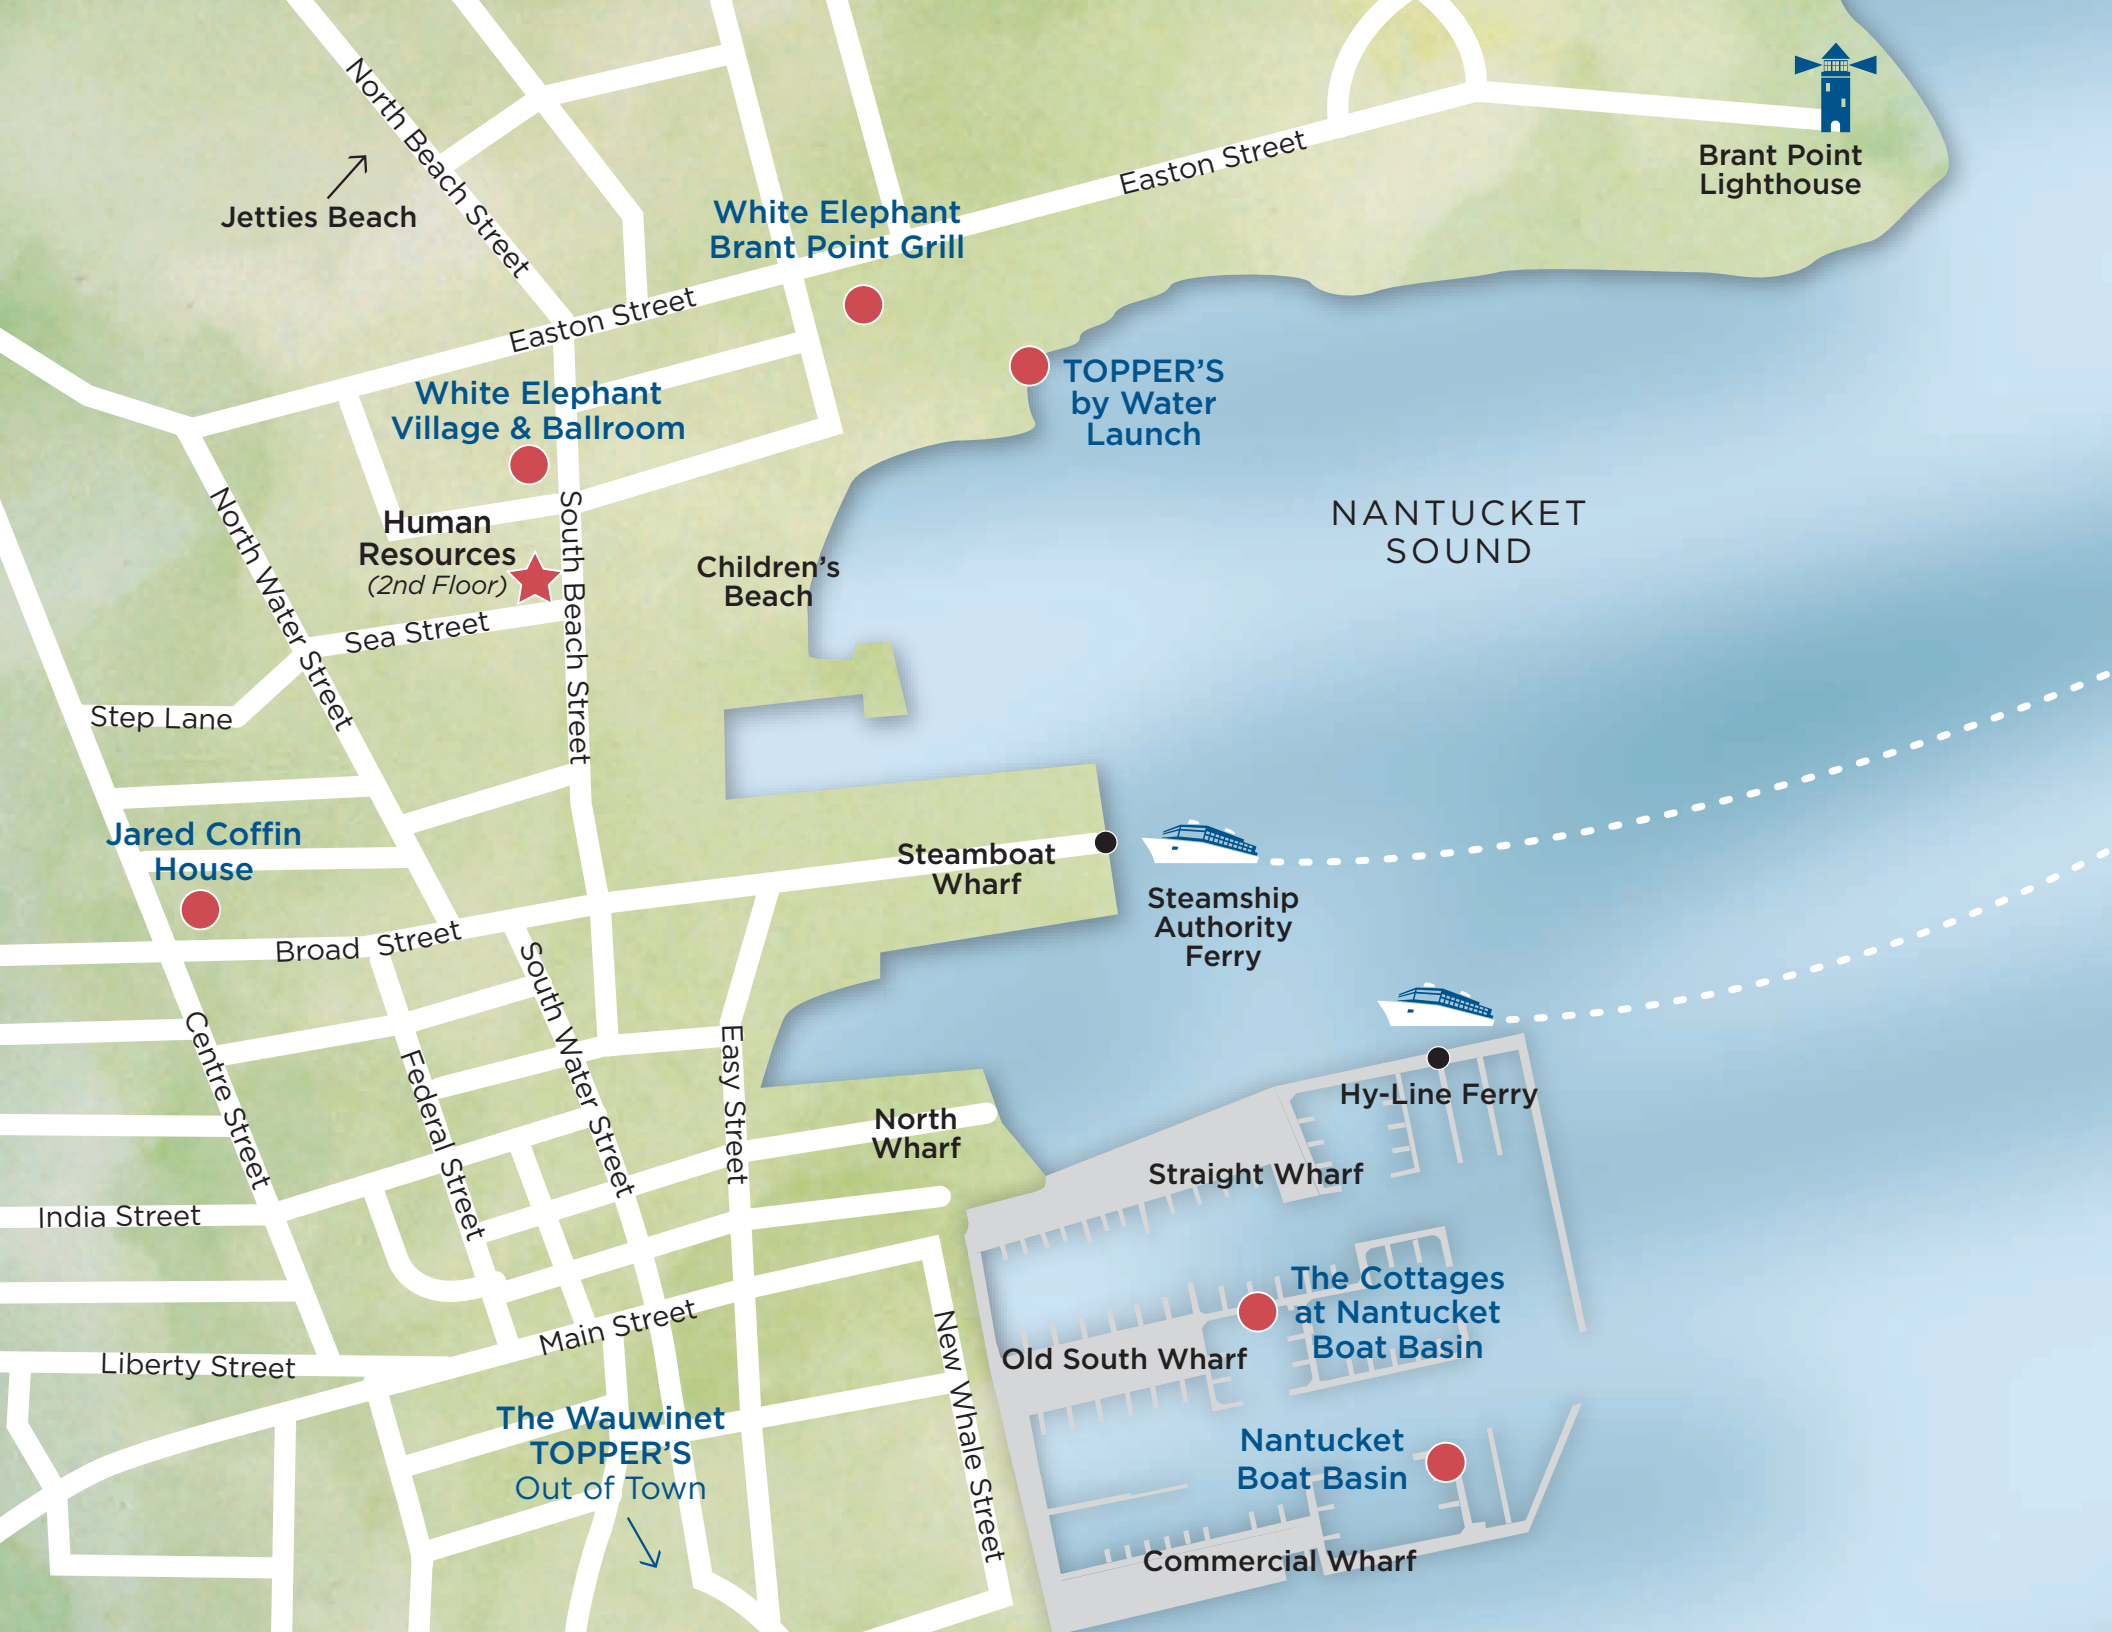 North Beach Street
Jetties Beach
Easton Street
Brant Point
Lighthouse
White Elephant
Brant Point Grill
Easton Street
TOPPER'S
by Water
Launch
White Elephant
Village & Ballroom
NANTUCKET
SOUND
Human
Resources
(2nd Floor)
North Water Street
South Beach Street
Children's
Beach
Sea Street
Step Lane
Jared Coffin
House
Steamboat
Wharf
Steamship
Authority
Ferry
Broad Street
South Water Street
Centre Street
Federal Street
Easy Street
Hy-Line Ferry
North
Wharf
Straight Wharf
India Street
The Cottages
at Nantucket
Boat Basin
Main Street
New Whale Street
Old South Wharf
Liberty Street
The Wauwinet
TOPPER'S
Out of Town
Nantucket
Boat Basin
Commercial Wharf